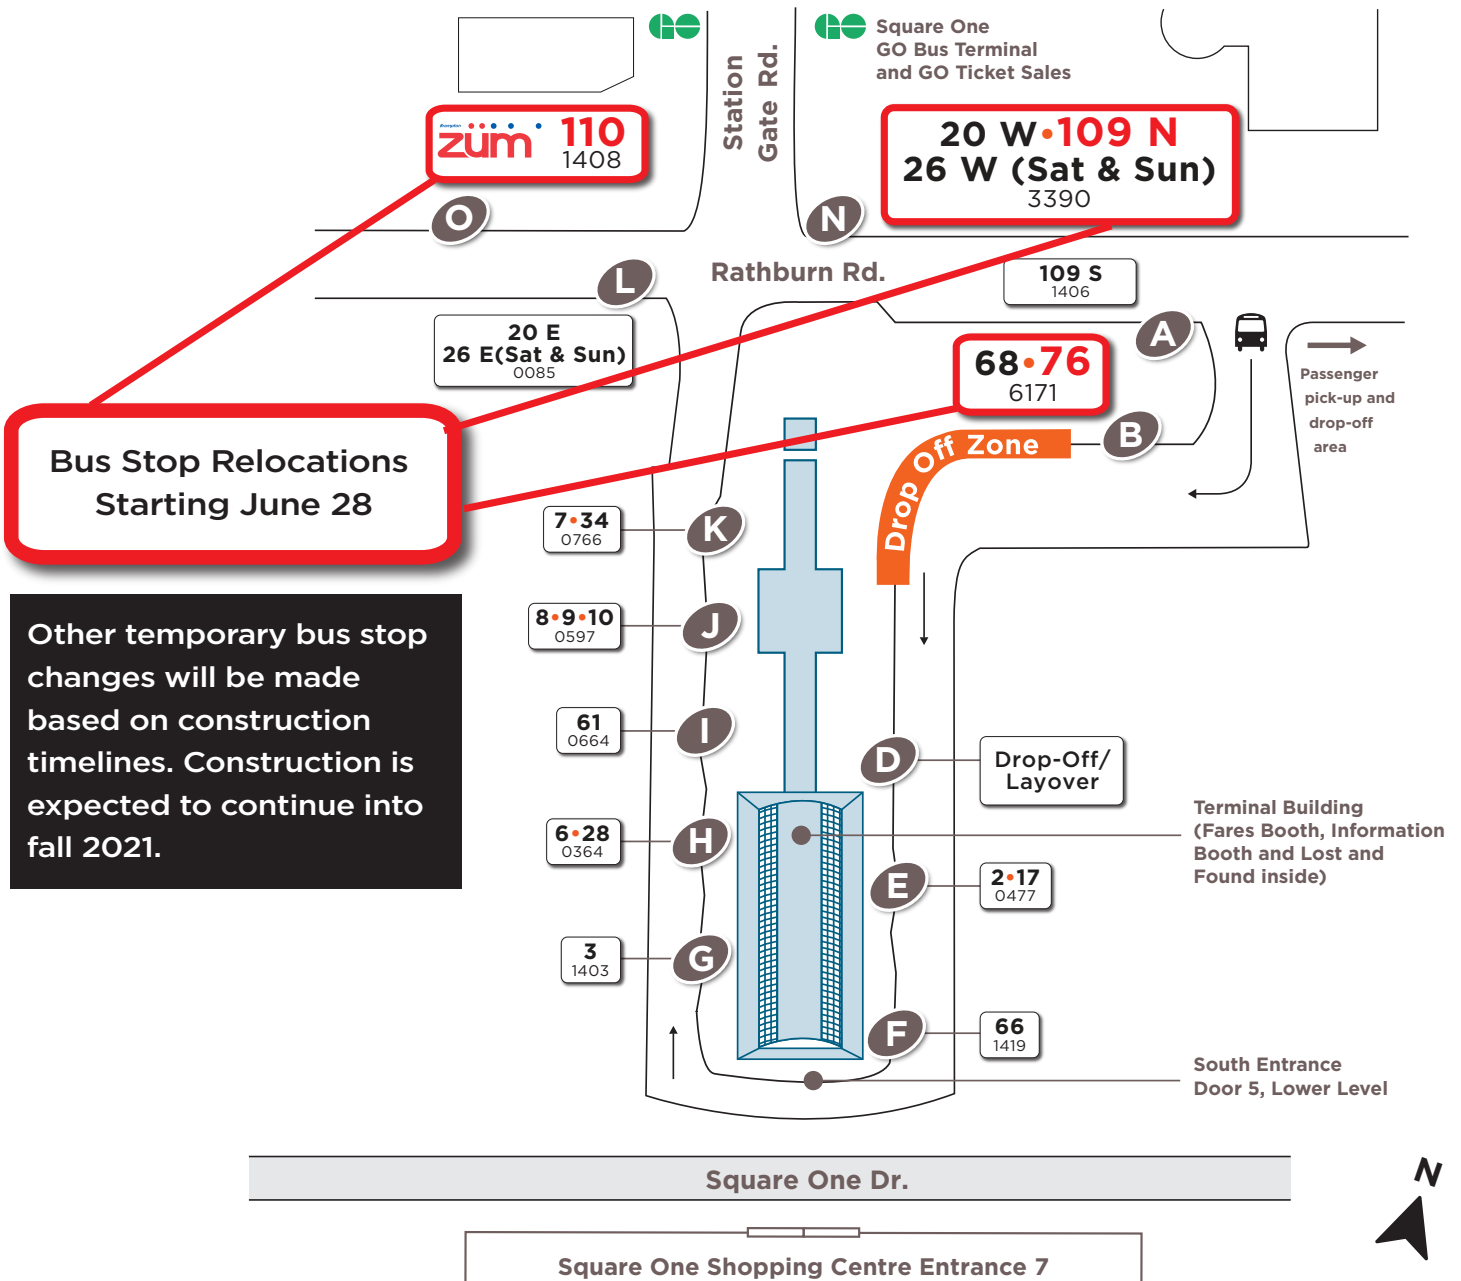 GO
GO
Square One
GO Bus Terminal
and GO Ticket Sales
Station
Gate Rd.
Brampton
züm 110
1408
20 W•109 N
26 W (Sat & Sun)
3390
O
N
L
Rathburn Rd.
109 S
1406
A
20 E
26 E(Sat & Sun)
0085
68•76
6171
Passenger
pick-up and
drop-off
area
B
Drop Off Zone
Bus Stop Relocations
Starting June 28
7•34
0766
K
Other temporary bus stop
changes will be made
based on construction
timelines. Construction is
expected to continue into
fall 2021.
8•9•10
0597
J
61
0664
I
D
Drop-Off/
Layover
Terminal Building
(Fares Booth, Information
Booth and Lost and
Found inside)
6•28
0364
H
E
2•17
0477
3
1403
G
F
66
1419
South Entrance
Door 5, Lower Level
Square One Dr.
N
Square One Shopping Centre Entrance 7